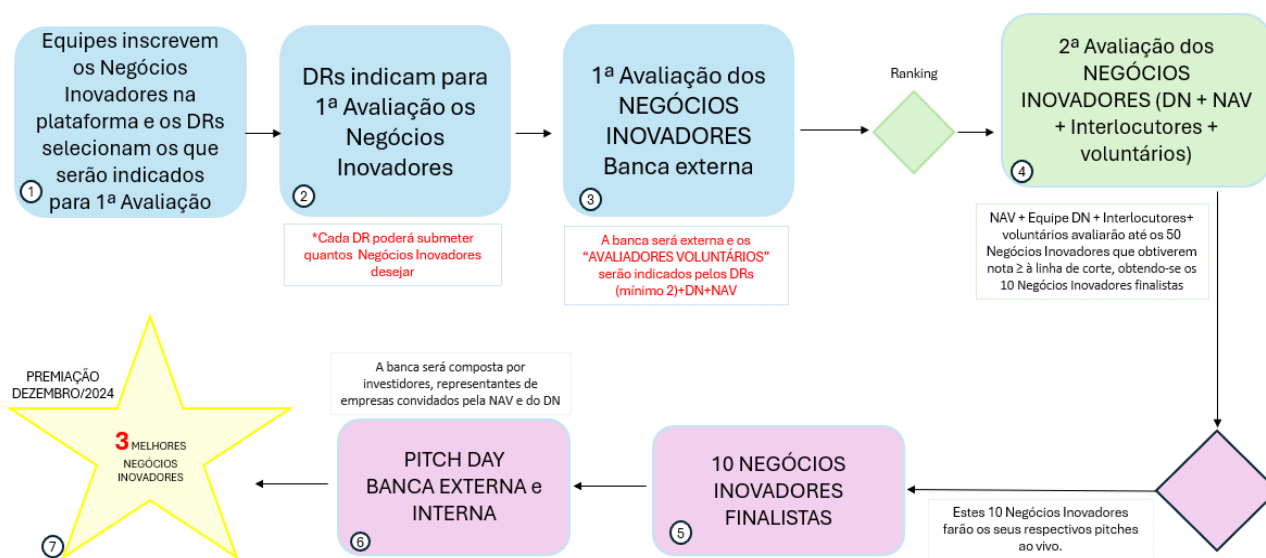 Equipes inscrevem
os Negócios
Inovadores na
plataforma e os DRs
selecionam os que
serão indicados
para 1ª Avaliação
1
DRs indicam para
1ª Avaliação os
Negócios
Inovadores
2
*Cada DR poderá submeter
quantos Negócios Inovadores
desejar
1ª Avaliação dos
NEGÓCIOS
INOVADORES
Banca externa
3
A banca será externa e os
“AVALIADORES VOLUNTÁRIOS”
serão indicados pelos DRs
(mínimo 2)+DN+NAV
Ranking
2ª Avaliação dos
NEGÓCIOS
INOVADORES (DN + NAV
+ Interlocutores +
voluntários)
4
NAV + Equipe DN + Interlocutores+
voluntários avaliarão até os 50
Negócios Inovadores que obtiverem
nota ≥ à linha de corte, obtendo-se os
10 Negócios Inovadores finalistas
Estes 10 Negócios Inovadores
farão os seus respectivos pitches
ao vivo.
10 NEGÓCIOS
INOVADORES
FINALISTAS
5
A banca será composta por
investidores, representantes de
empresas convidados pela NAV e do DN
PITCH DAY
BANCA EXTERNA e
INTERNA
6
PREMIAÇÃO
DEZEMBRO/2024
3 MELHORES
NEGÓCIOS
INOVADORES
7